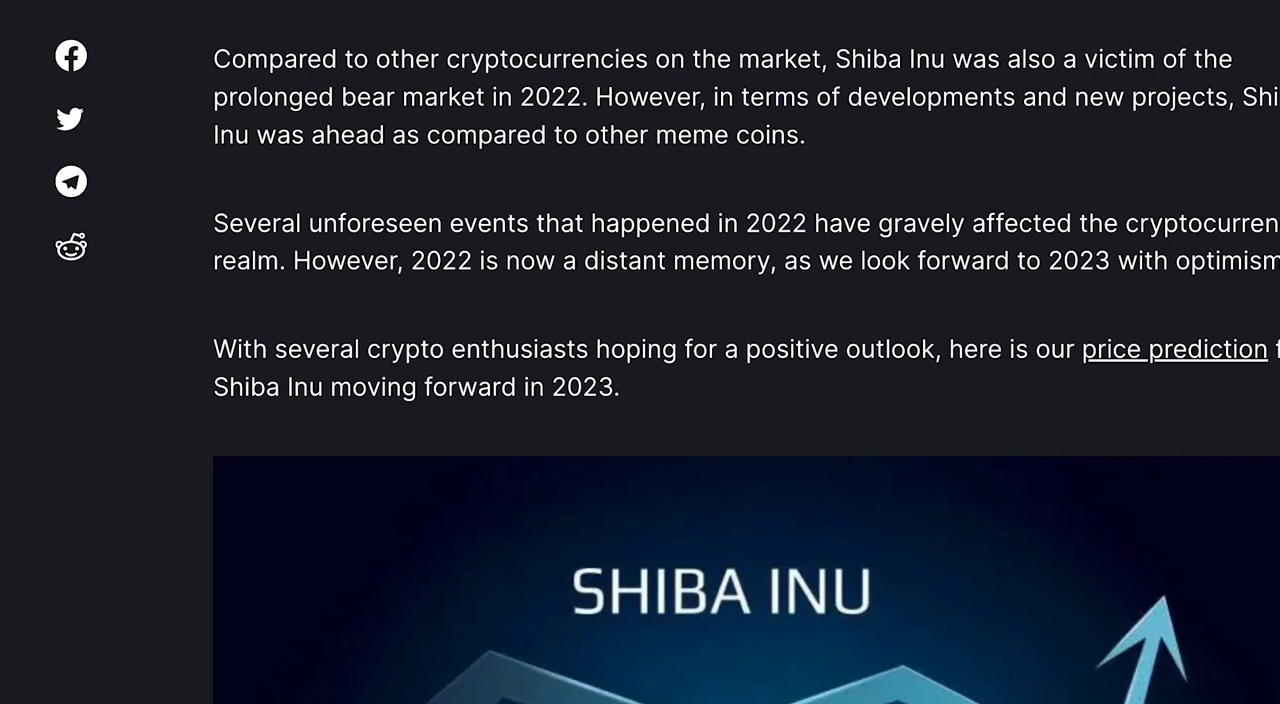 Compared to other cryptocurrencies on the market, Shiba Inu was also a victim of the
prolonged bear market in 2022. However, in terms of developments and new projects, Shi
Inu was ahead as compared to other meme coins.
Several unforeseen events that happened in 2022 have gravely affected the cryptocurren
realm. However, 2022 is now a distant memory, as we look forward to 2023 with optimism
With several crypto enthusiasts hoping for a positive outlook, here is our price prediction f
Shiba Inu moving forward in 2023.
SHIBA INU